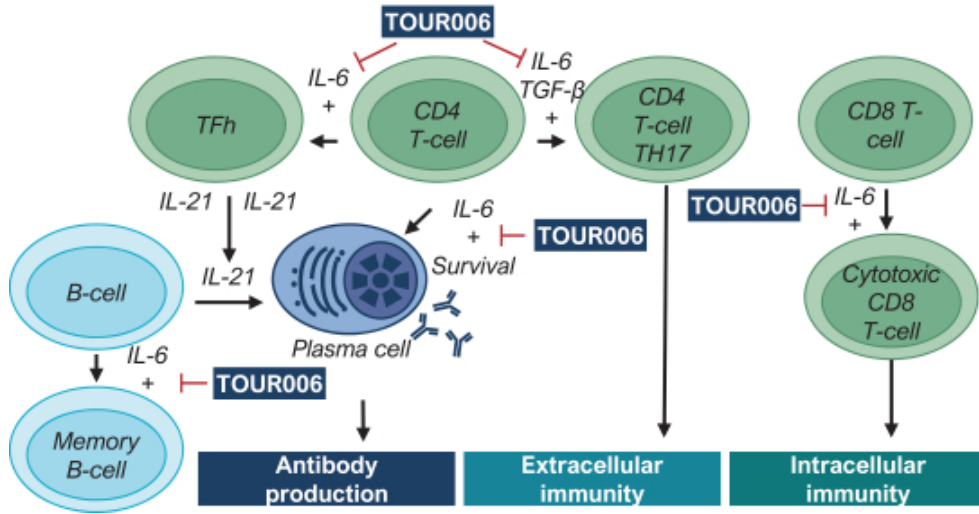 TOUR006
IL-6
+
IL-6
TGF-β
+
TFh
CD4
T-cell
CD4
T-cell
TH17
CD8 T-
cell
IL-21
IL-21
IL-6
+
Survival
TOUR006
TOUR006
IL-6
+
B-cell
IL-21
Plasma cell
Cytotoxic
CD8
T-cell
IL-6
+
TOUR006
Memory
B-cell
Antibody
production
Extracellular
immunity
Intracellular
immunity